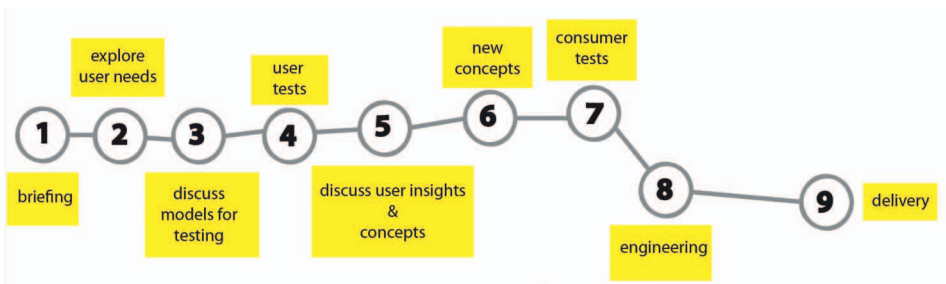 1
briefing
2
explore
user needs
3
discuss
models for
testing
4
user
tests
5
discuss user insights
&
concepts
6
new
concepts
7
consumer
tests
8
engineering
9
delivery